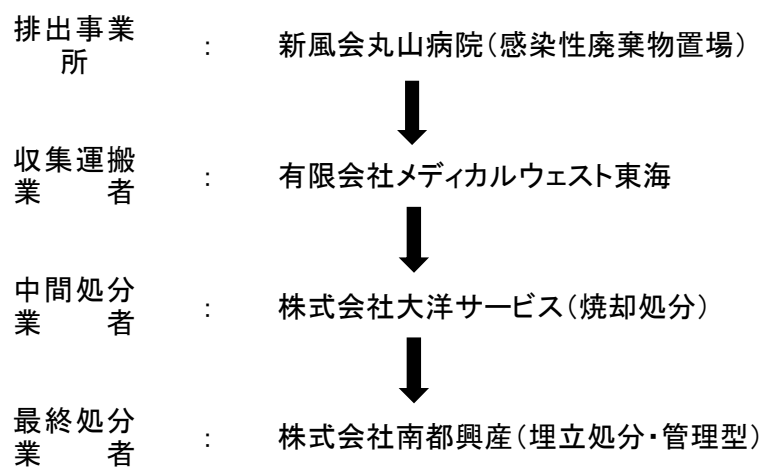 排出事業所 : 新風会丸山病院(感染性廃棄物置場)
収集運搬業者 : 有限会社メディカルウェスト東海
中間処分業者 : 株式会社大洋サービス(焼却処分)
最終処分業者 : 株式会社南都興産(埋立処分・管理型)